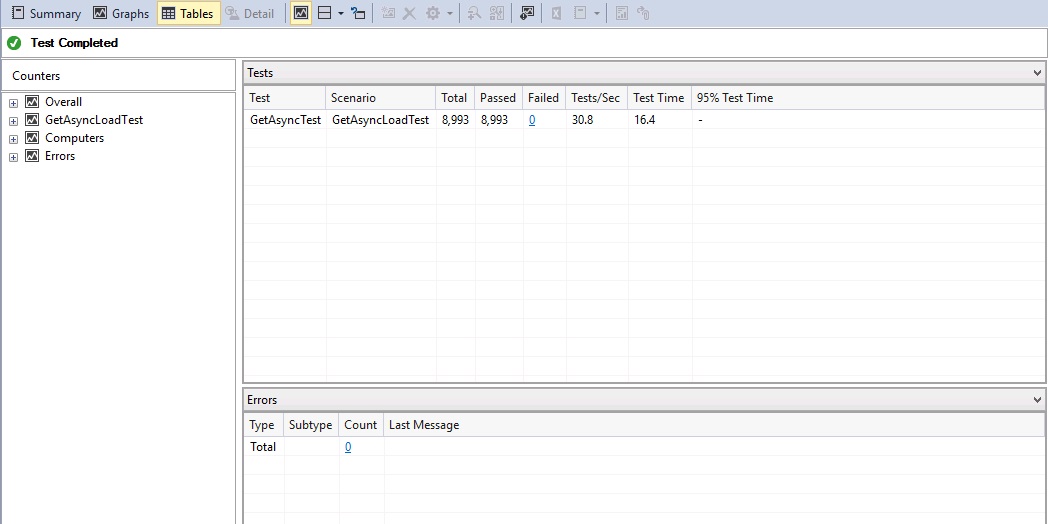 Summary Graphs Tables Detail
Test Completed
Counters
Overall
GetAsyncLoadTest
Computers
Errors
Tests
Test Scenario Total Passed Failed Tests/Sec Test Time 95% Test Time
GetAsyncTest GetAsyncLoadTest 8,993 8,993 0 30.8 16.4 -
Errors
Type Subtype Count Last Message
Total 0